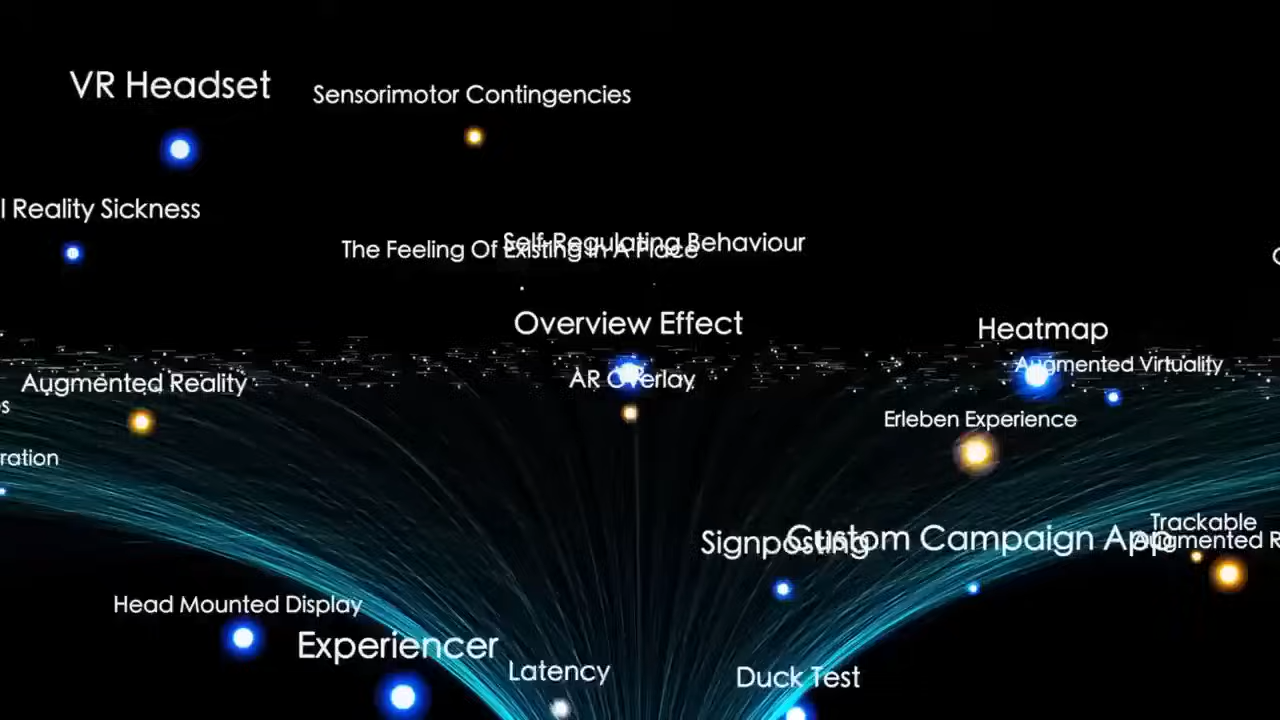 VR Headset
Sensorimotor Contingencies
l Reality Sickness
Self-Regulating Behaviour
The Feeling Of Existing In A Place
Overview Effect
Heatmap
Augmented Virtuality
AR Overlay
Augmented Reality
Erleben Experience
ration
Trackable
Custom Campaign App
Signposting
Augmented R
Head Mounted Display
Experiencer
Latency
Duck Test